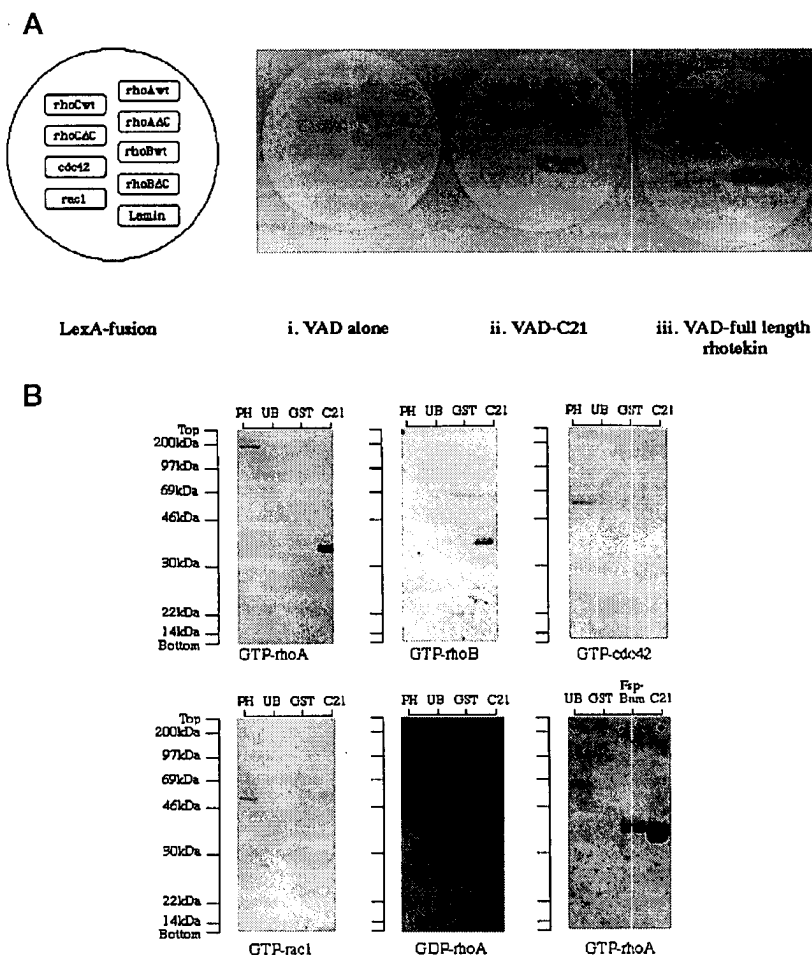 A
rhoCwt
rhoCΔC
cdc42
rac1
rhoAwt
rhoAΔC
rhoBwt
rhoBΔC
Lamin
LexA-fusion
i. VAD alone
ii. VAD-C21
iii. VAD-full length
rhotekin
B
PH UB GST C21
Top
200kDa
97kDa
69kDa
46kDa
30kDa
22kDa
14kDa
Bottom
GTP-rhoA
PH UB GST C21
GTP-rhoB
PH UB GST C21
GTP-cdc42
PH UB GST C21
Top
200kDa
97kDa
69kDa
46kDa
30kDa
22kDa
14kDa
Bottom
GTP-rac1
PH UB GST C21
GDP-rhoA
UB GST Fsp-
Bnm C21
GTP-rhoA